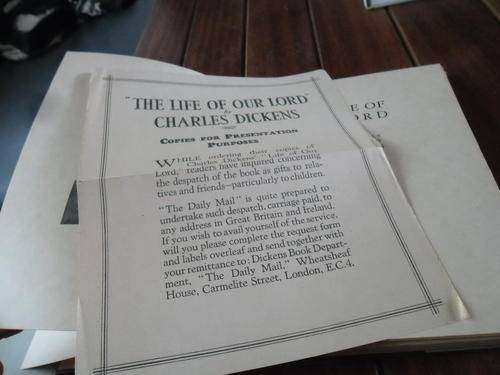 "THE LIFE OF OUR LORD"
by
CHARLES DICKENS
COPIES FOR PRESENTATION
PURPOSES
WHILE ordering their copies of
Charles Dickens' "Life of Our
Lord," readers have inquired concerning
the despatch of the book as gifts to rela-
tives and friends—particularly to children.
"The Daily Mail" is quite prepared to
undertake such despatch, carriage paid, to
any address in Great Britain and Ireland.
If you wish to avail yourself of the service,
will you please complete the request form
and labels overleaf and send together with
your remittance to: Dickens Book Depart-
ment, "The Daily Mail," Wheatsheaf
House, Carmelite Street, London, E.C.4.
E OF
ORD